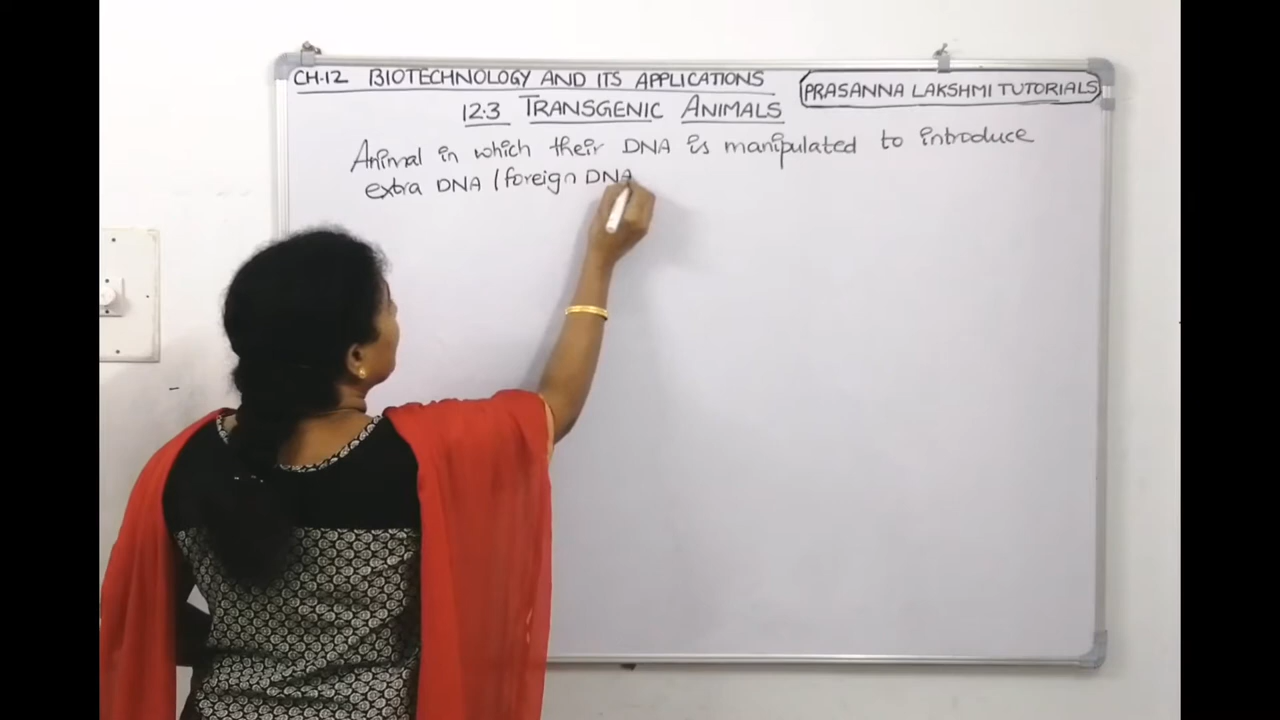 CH.12 BIOTECHNOLOGY AND ITS APPLICATIONS
PRASANNA LAKSHMI TUTORIALS
12.3 TRANSGENIC ANIMALS
Animal in which their DNA is manipulated to introduce
extra DNA (foreign DNA